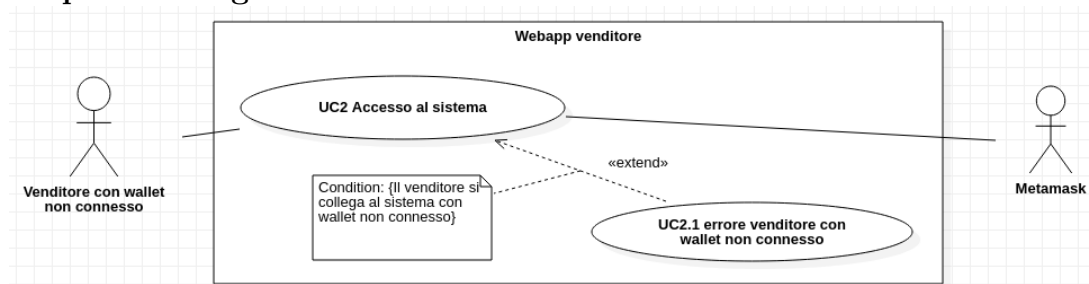 Webapp venditore
UC2 Accesso al sistema
«extend»
Venditore con wallet
non connesso
Condition: {Il venditore si
collega al sistema con
wallet non connesso}
Metamask
UC2.1 errore venditore con
wallet non connesso